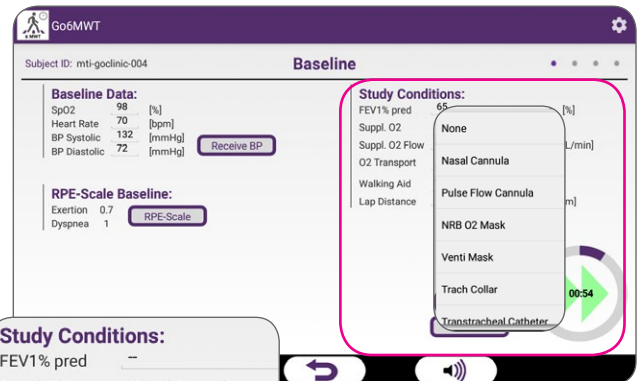 6 MWT
Go6MWT
Subject ID: mti-goclinic-004
Baseline
Baseline Data:
SpO2 98 [%]
Heart Rate 70 [bpm]
BP Systolic 132 [mmHg]
BP Diastolic 72 [mmHg]
Receive BP
RPE-Scale Baseline:
Exertion 0.7
Dyspnea 1
RPE-Scale
Study Conditions:
FEV1% pred 65 [%]
Suppl. O2
Suppl. O2 Flow L/min]
O2 Transport
Walking Aid
Lap Distance m]
None
Nasal Cannula
Pulse Flow Cannula
NRB O2 Mask
Venti Mask
Trach Collar
Transtracheal Catheter
00:54
Study Conditions:
FEV1% pred --